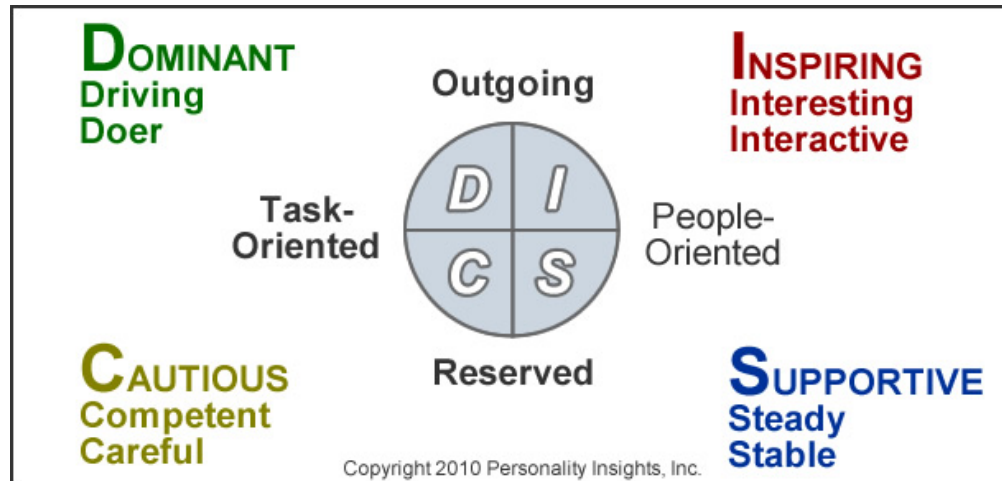 DOMINANT
Driving
Doer
Outgoing
INSPIRING
Interesting
Interactive
Task-
Oriented
D I
C S
People-
Oriented
CAUTIOUS
Competent
Careful
Reserved
SUPPORTIVE
Steady
Stable
Copyright 2010 Personality Insights, Inc.